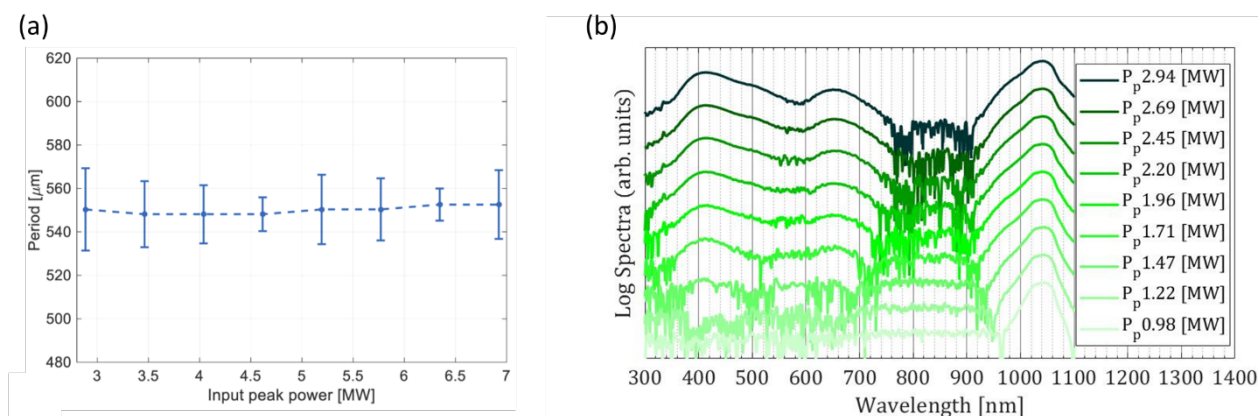 (a)
620
600
580
560
540
520
500
480
Period [μm]
3 3.5 4 4.5 5 5.5 6 6.5 7
Input peak power [MW]
(b)
Log Spectra (arb. units)
P_p 2.94 [MW]
P_p 2.69 [MW]
P_p 2.45 [MW]
P_p 2.20 [MW]
P_p 1.96 [MW]
P_p 1.71 [MW]
P_p 1.47 [MW]
P_p 1.22 [MW]
P_p 0.98 [MW]
300 400 500 600 700 800 900 1000 1100 1200 1300 1400
Wavelength [nm]